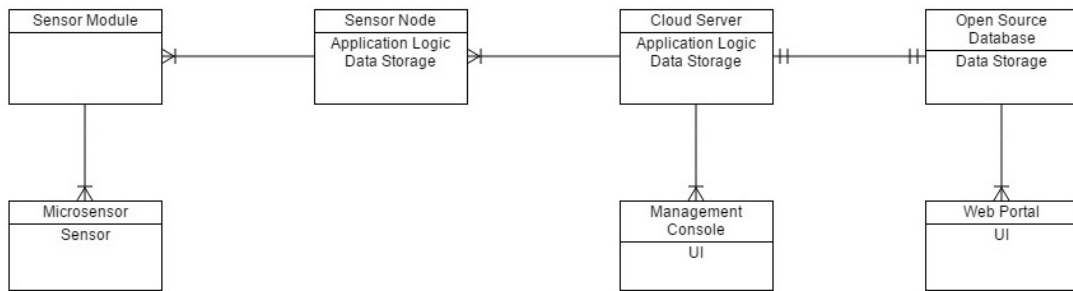 Sensor Module
Sensor Node
Application Logic
Data Storage
Cloud Server
Application Logic
Data Storage
Open Source
Database
Data Storage
Microsensor
Sensor
Management
Console
UI
Web Portal
UI